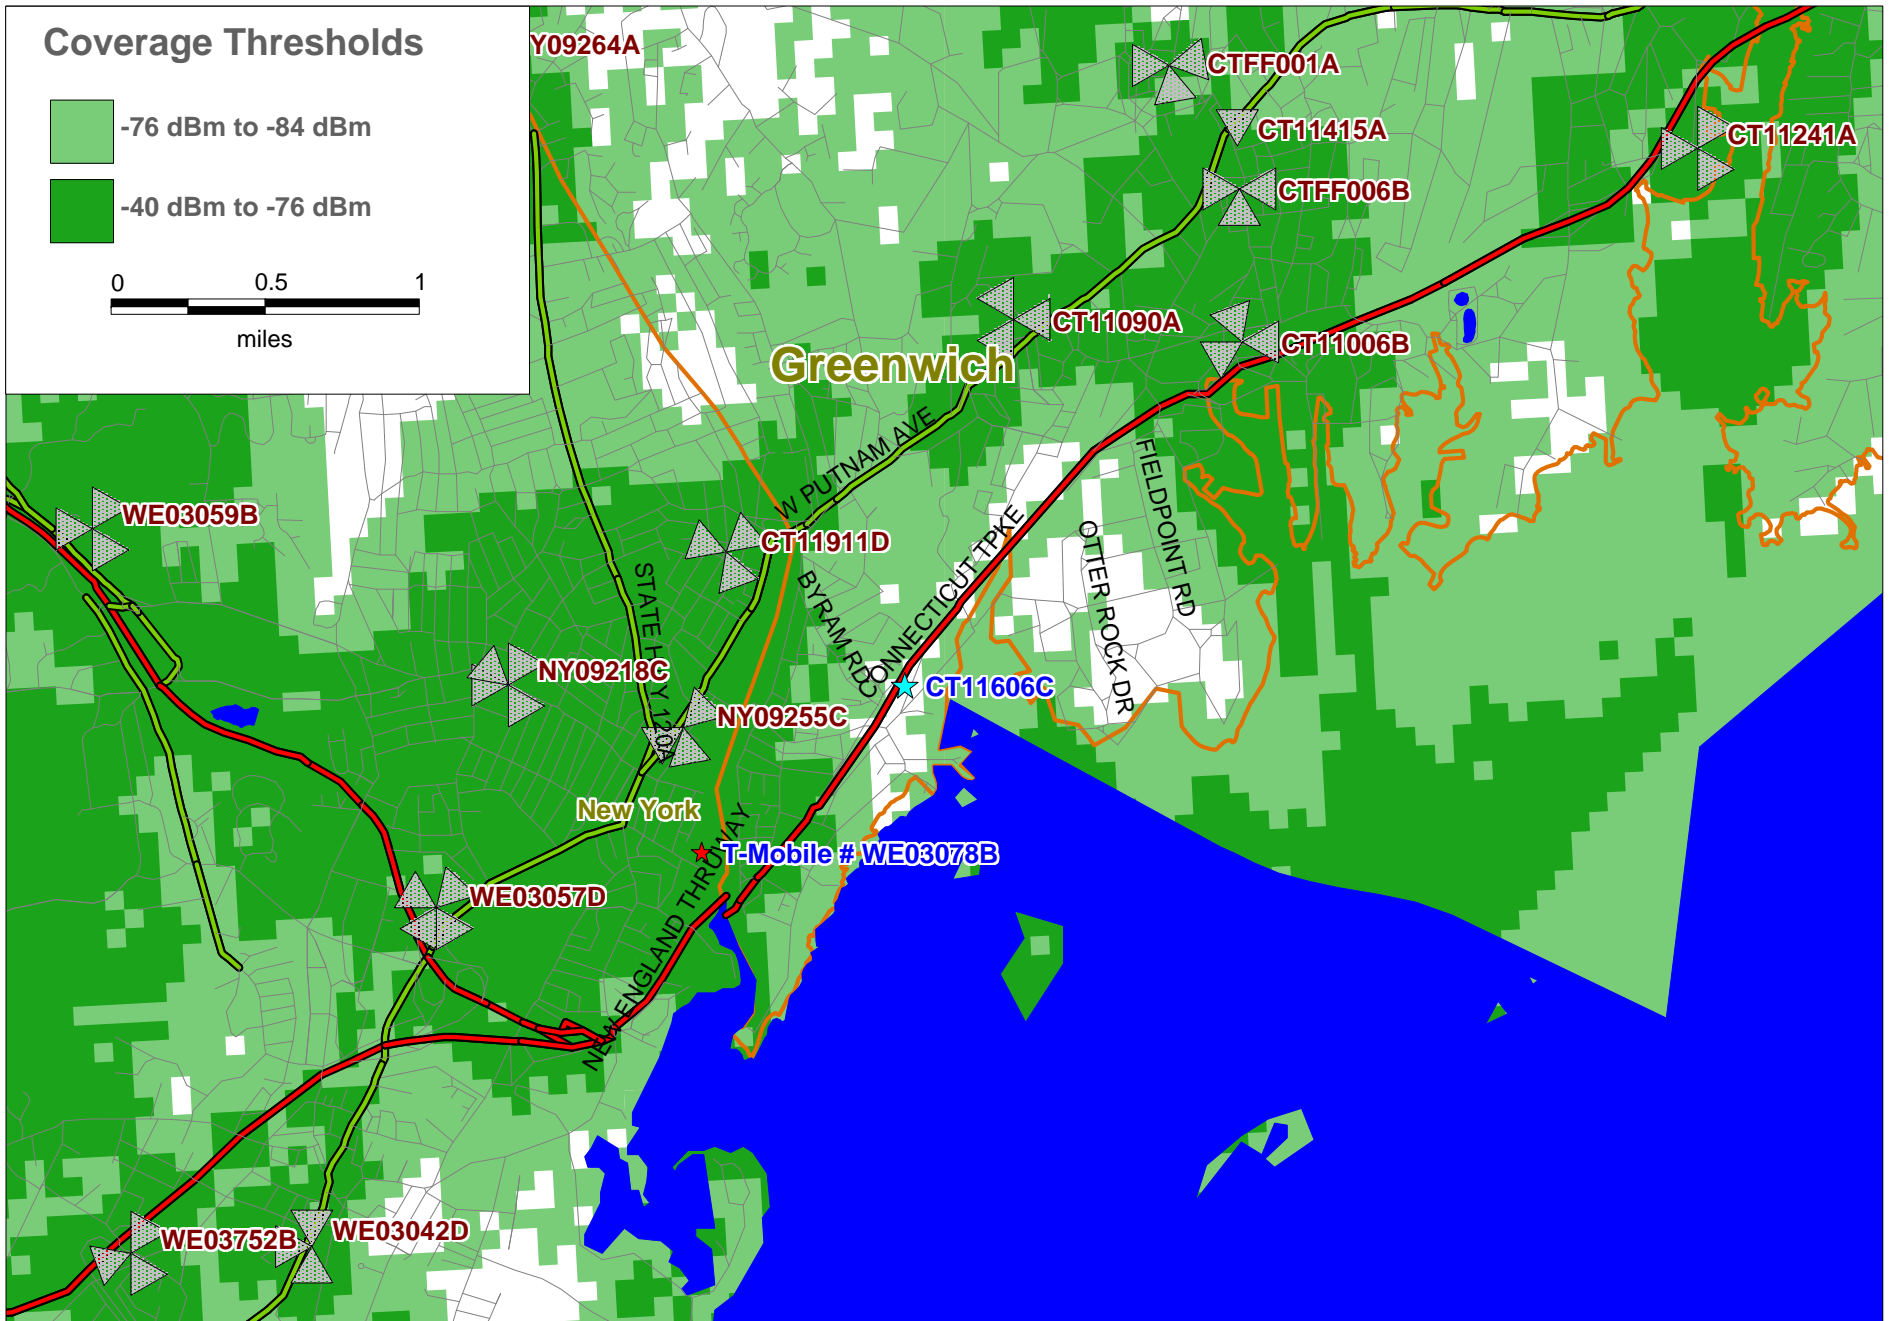 Coverage Thresholds
-76 dBm to -84 dBm
-40 dBm to -76 dBm
0 0.5 1
miles
Y09264A
CTFF001A
CT11415A
CT11241A
CTFF006B
CT11090A
CT11006B
Greenwich
W PUTNAM AVE
FIELDPOINT RD
WE03059B
CT11911D
CONNECTICUT TPKE
OTTER ROCK DR
STATE HWY 120A
BYRAM RD
NY09218C
CT11606C
NY09255C
New York
T-Mobile # WE03078B
NEW ENGLAND THRUWAY
WE03057D
WE03752B
WE03042D